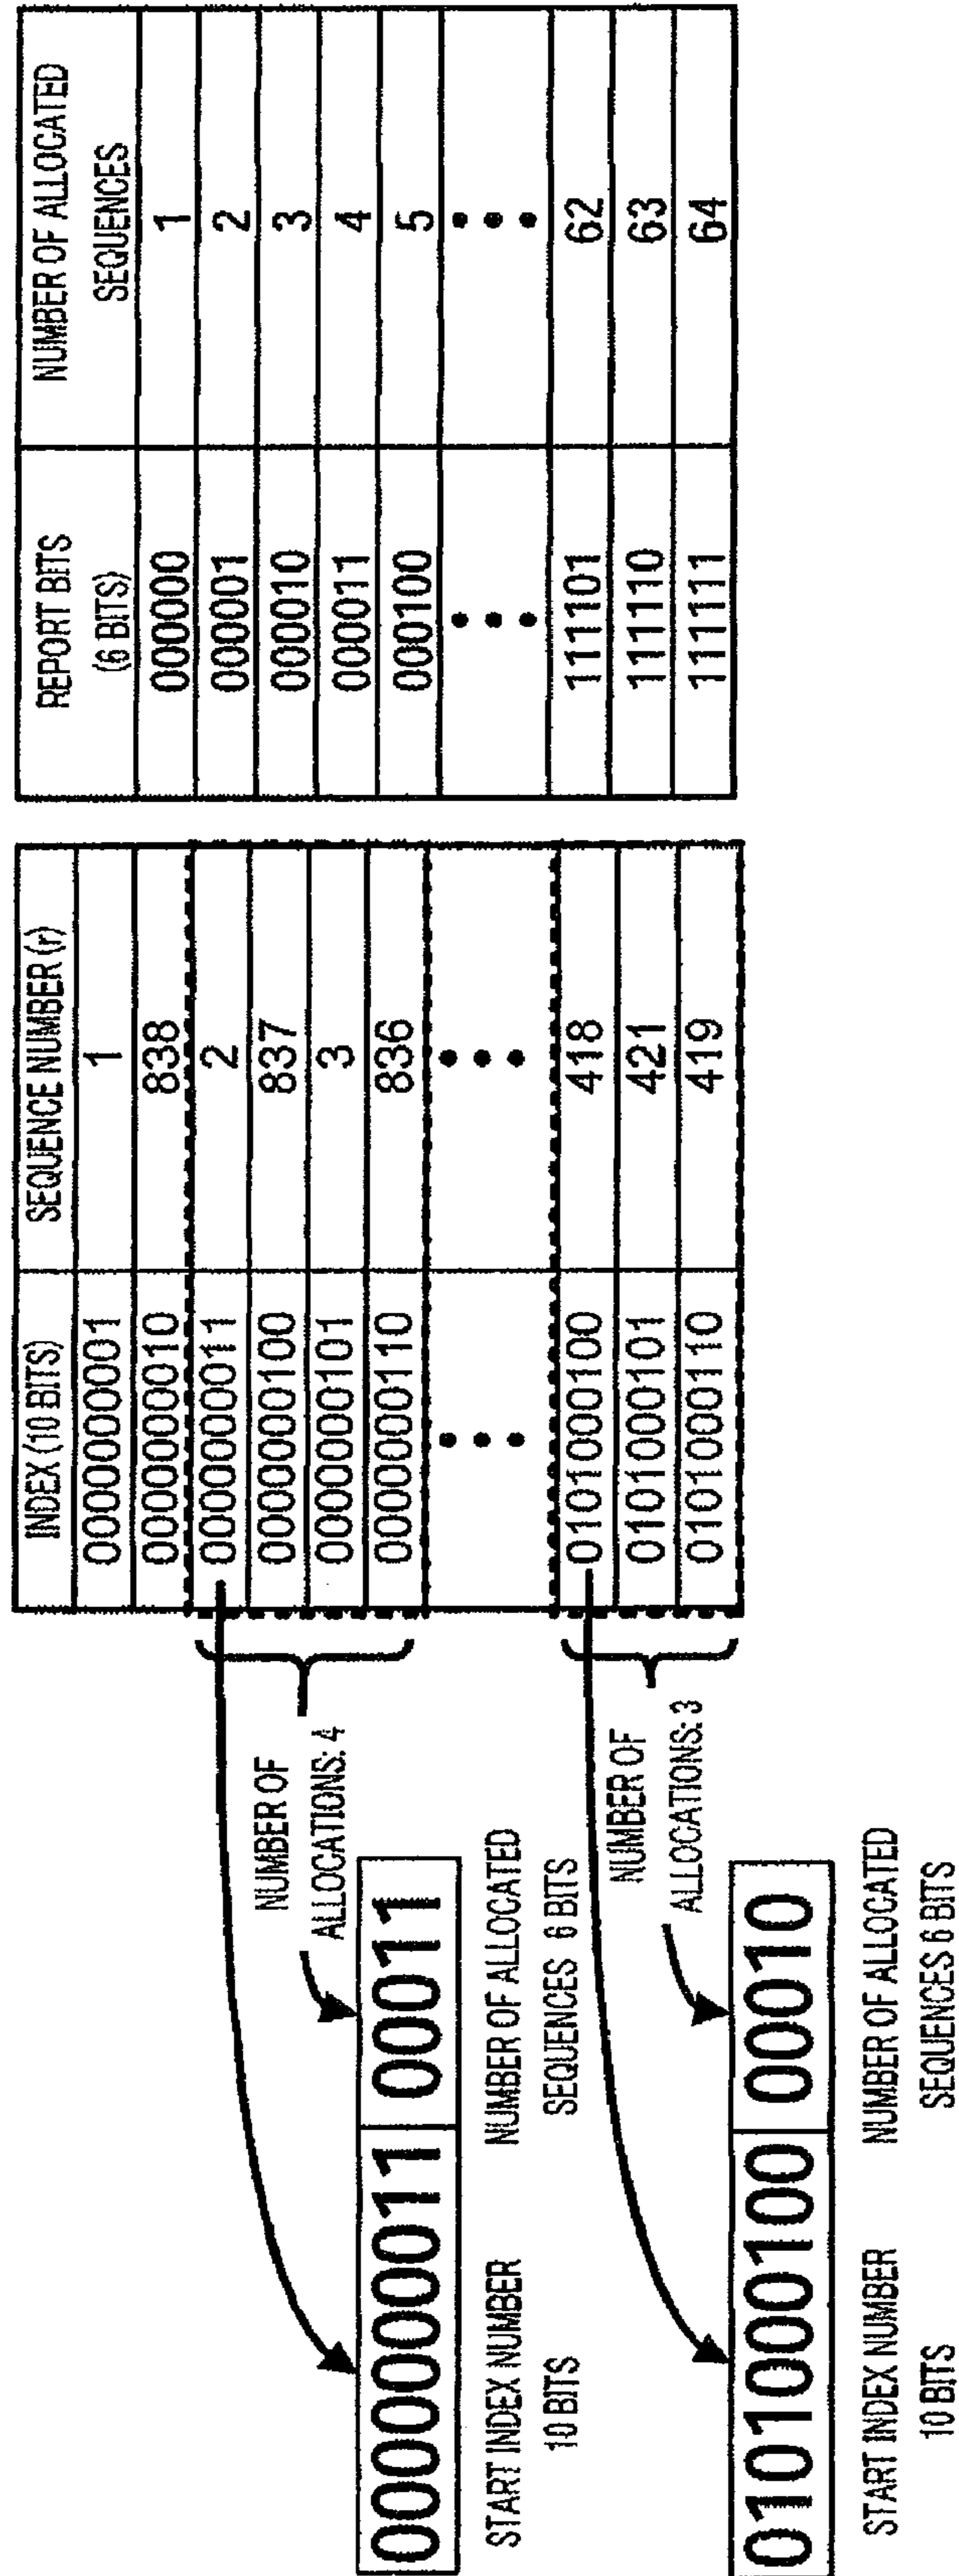 START INDEX NUMBER
10 BITS
0000000011 00011
NUMBER OF ALLOCATED
SEQUENCES 6 BITS
NUMBER OF
ALLOCATIONS: 4
0101000100 00010
START INDEX NUMBER
10 BITS
NUMBER OF ALLOCATED
SEQUENCES 6 BITS
NUMBER OF
ALLOCATIONS: 3
INDEX (10 BITS) SEQUENCE NUMBER (r)
0000000001 1
0000000010 838
0000000011 2
0000000100 837
0000000101 3
0000000110 836
0101000100 418
0101000101 421
0101000110 419
REPORT BITS
(6 BITS)
NUMBER OF ALLOCATED
SEQUENCES
000000 1
000001 2
000010 3
000011 4
000100 5
111101 62
111110 63
111111 64